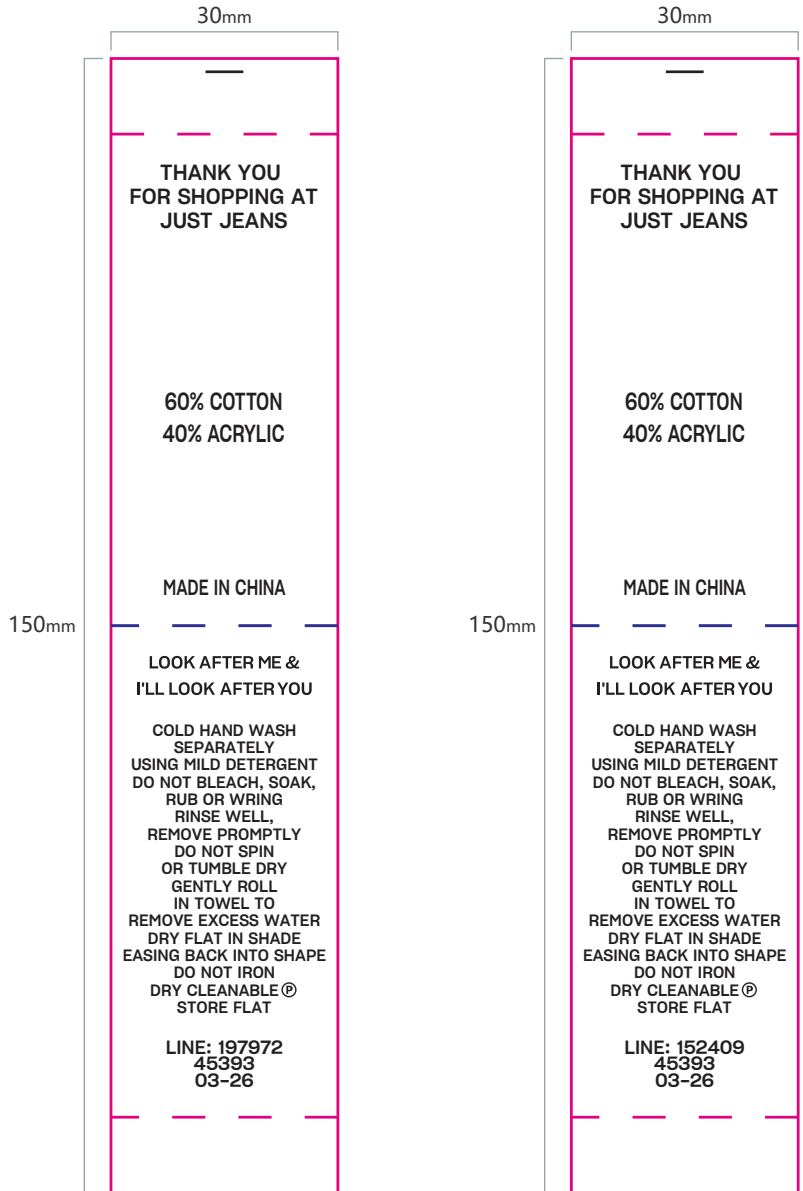 30mm
150mm
THANK YOU
FOR SHOPPING AT
JUST JEANS
60% COTTON
40% ACRYLIC
MADE IN CHINA
LOOK AFTER ME &
I'LL LOOK AFTER YOU
COLD HAND WASH
SEPARATELY
USING MILD DETERGENT
DO NOT BLEACH, SOAK,
RUB OR WRING
RINSE WELL,
REMOVE PROMPTLY
DO NOT SPIN
OR TUMBLE DRY
GENTLY ROLL
IN TOWEL TO
REMOVE EXCESS WATER
DRY FLAT IN SHADE
EASING BACK INTO SHAPE
DO NOT IRON
DRY CLEANABLE Ⓟ
STORE FLAT
LINE: 197972
45393
03-26
30mm
150mm
THANK YOU
FOR SHOPPING AT
JUST JEANS
60% COTTON
40% ACRYLIC
MADE IN CHINA
LOOK AFTER ME &
I'LL LOOK AFTER YOU
COLD HAND WASH
SEPARATELY
USING MILD DETERGENT
DO NOT BLEACH, SOAK,
RUB OR WRING
RINSE WELL,
REMOVE PROMPTLY
DO NOT SPIN
OR TUMBLE DRY
GENTLY ROLL
IN TOWEL TO
REMOVE EXCESS WATER
DRY FLAT IN SHADE
EASING BACK INTO SHAPE
DO NOT IRON
DRY CLEANABLE Ⓟ
STORE FLAT
LINE: 152409
45393
03-26